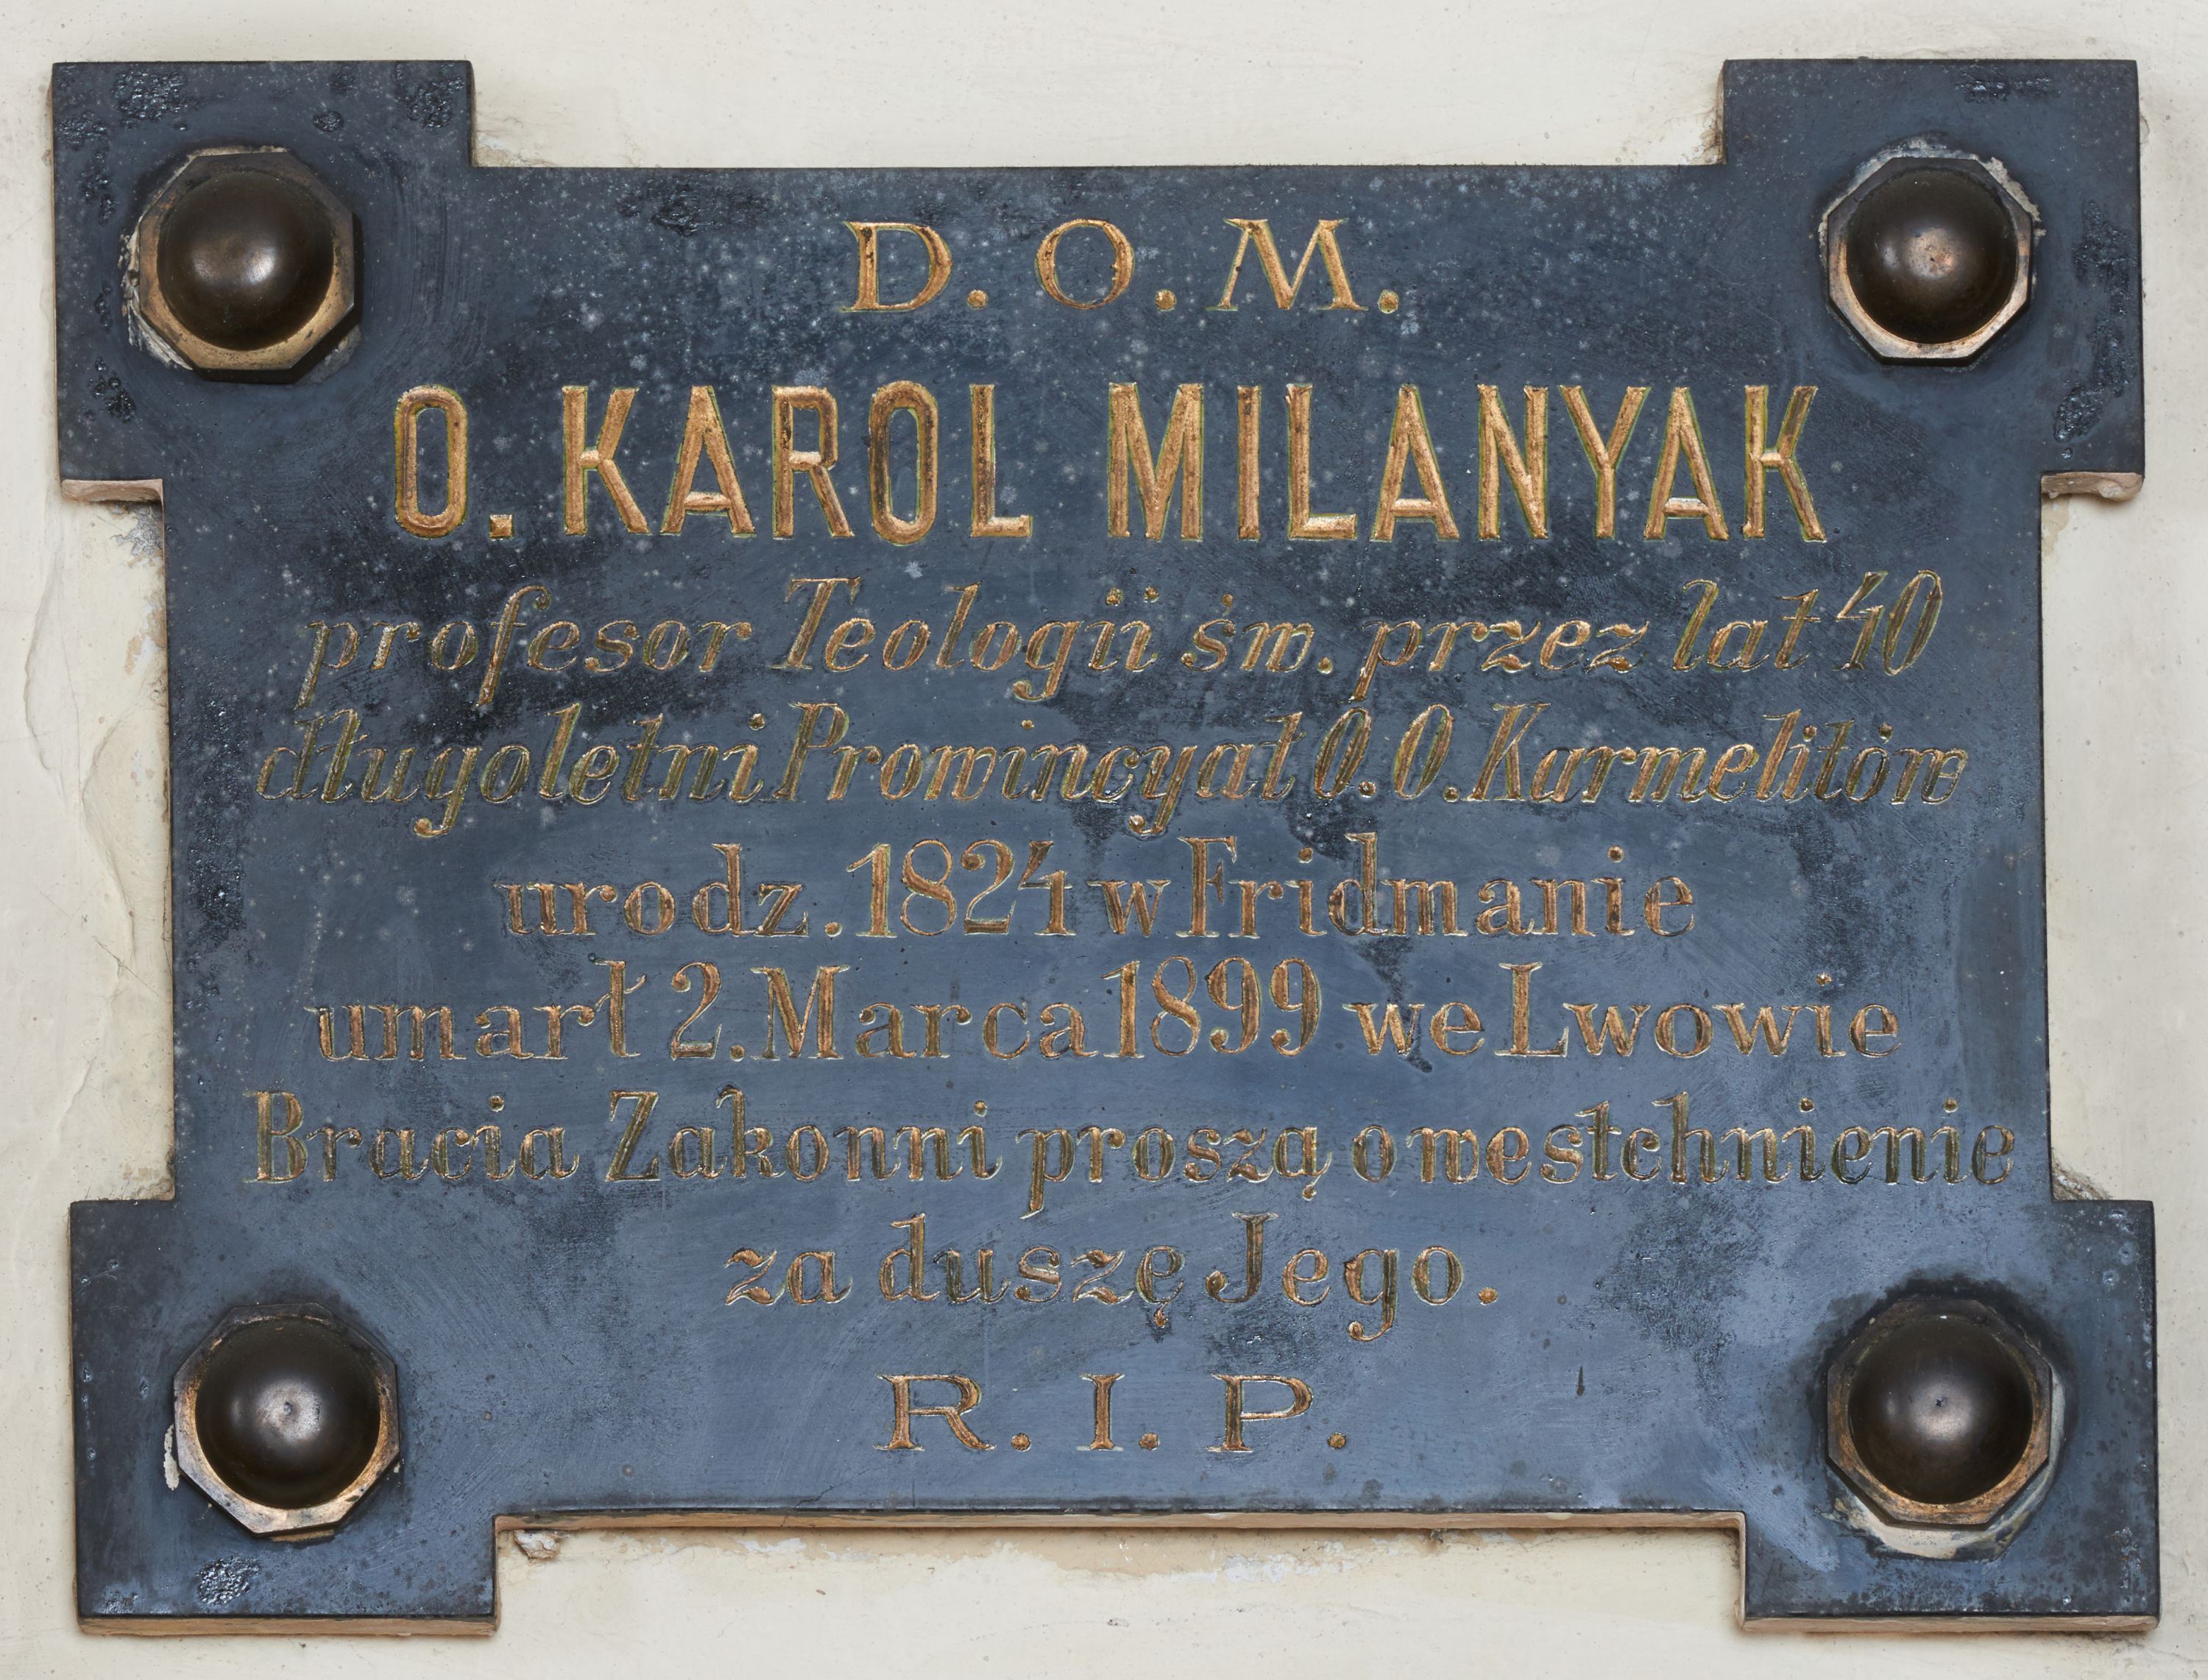 D. O. M.
O. KAROL MILANYAK
profesor Teologii św. przez lat 40
długoletni Prowincyał O. O. Karmelitów
urodz. 1824 w Fridmanie
umarł 2. Marca 1899 we Lwowie
Bracia Zakonni proszą o westchnienie
za duszę Jego.
R. I. P.